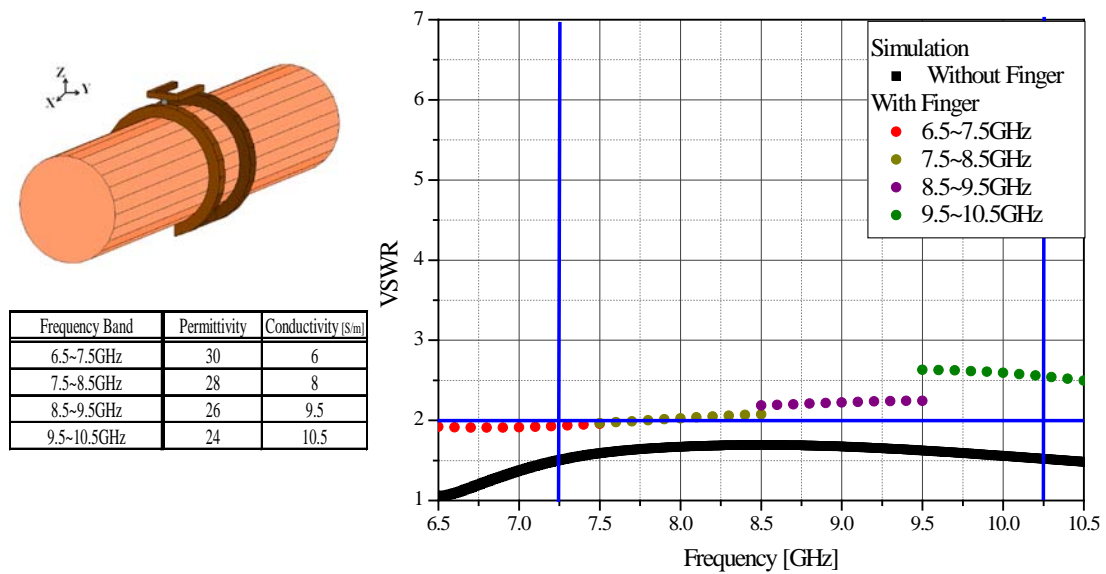 Z
X
Y
Frequency Band Permittivity Conductivity [S/m]
6.5~7.5GHz 30 6
7.5~8.5GHz 28 8
8.5~9.5GHz 26 9.5
9.5~10.5GHz 24 10.5
7
6
5
4
3
2
1
VSWR
6.5 7.0 7.5 8.0 8.5 9.0 9.5 10.0 10.5
Frequency [GHz]
Simulation
Without Finger
With Finger
6.5~7.5GHz
7.5~8.5GHz
8.5~9.5GHz
9.5~10.5GHz